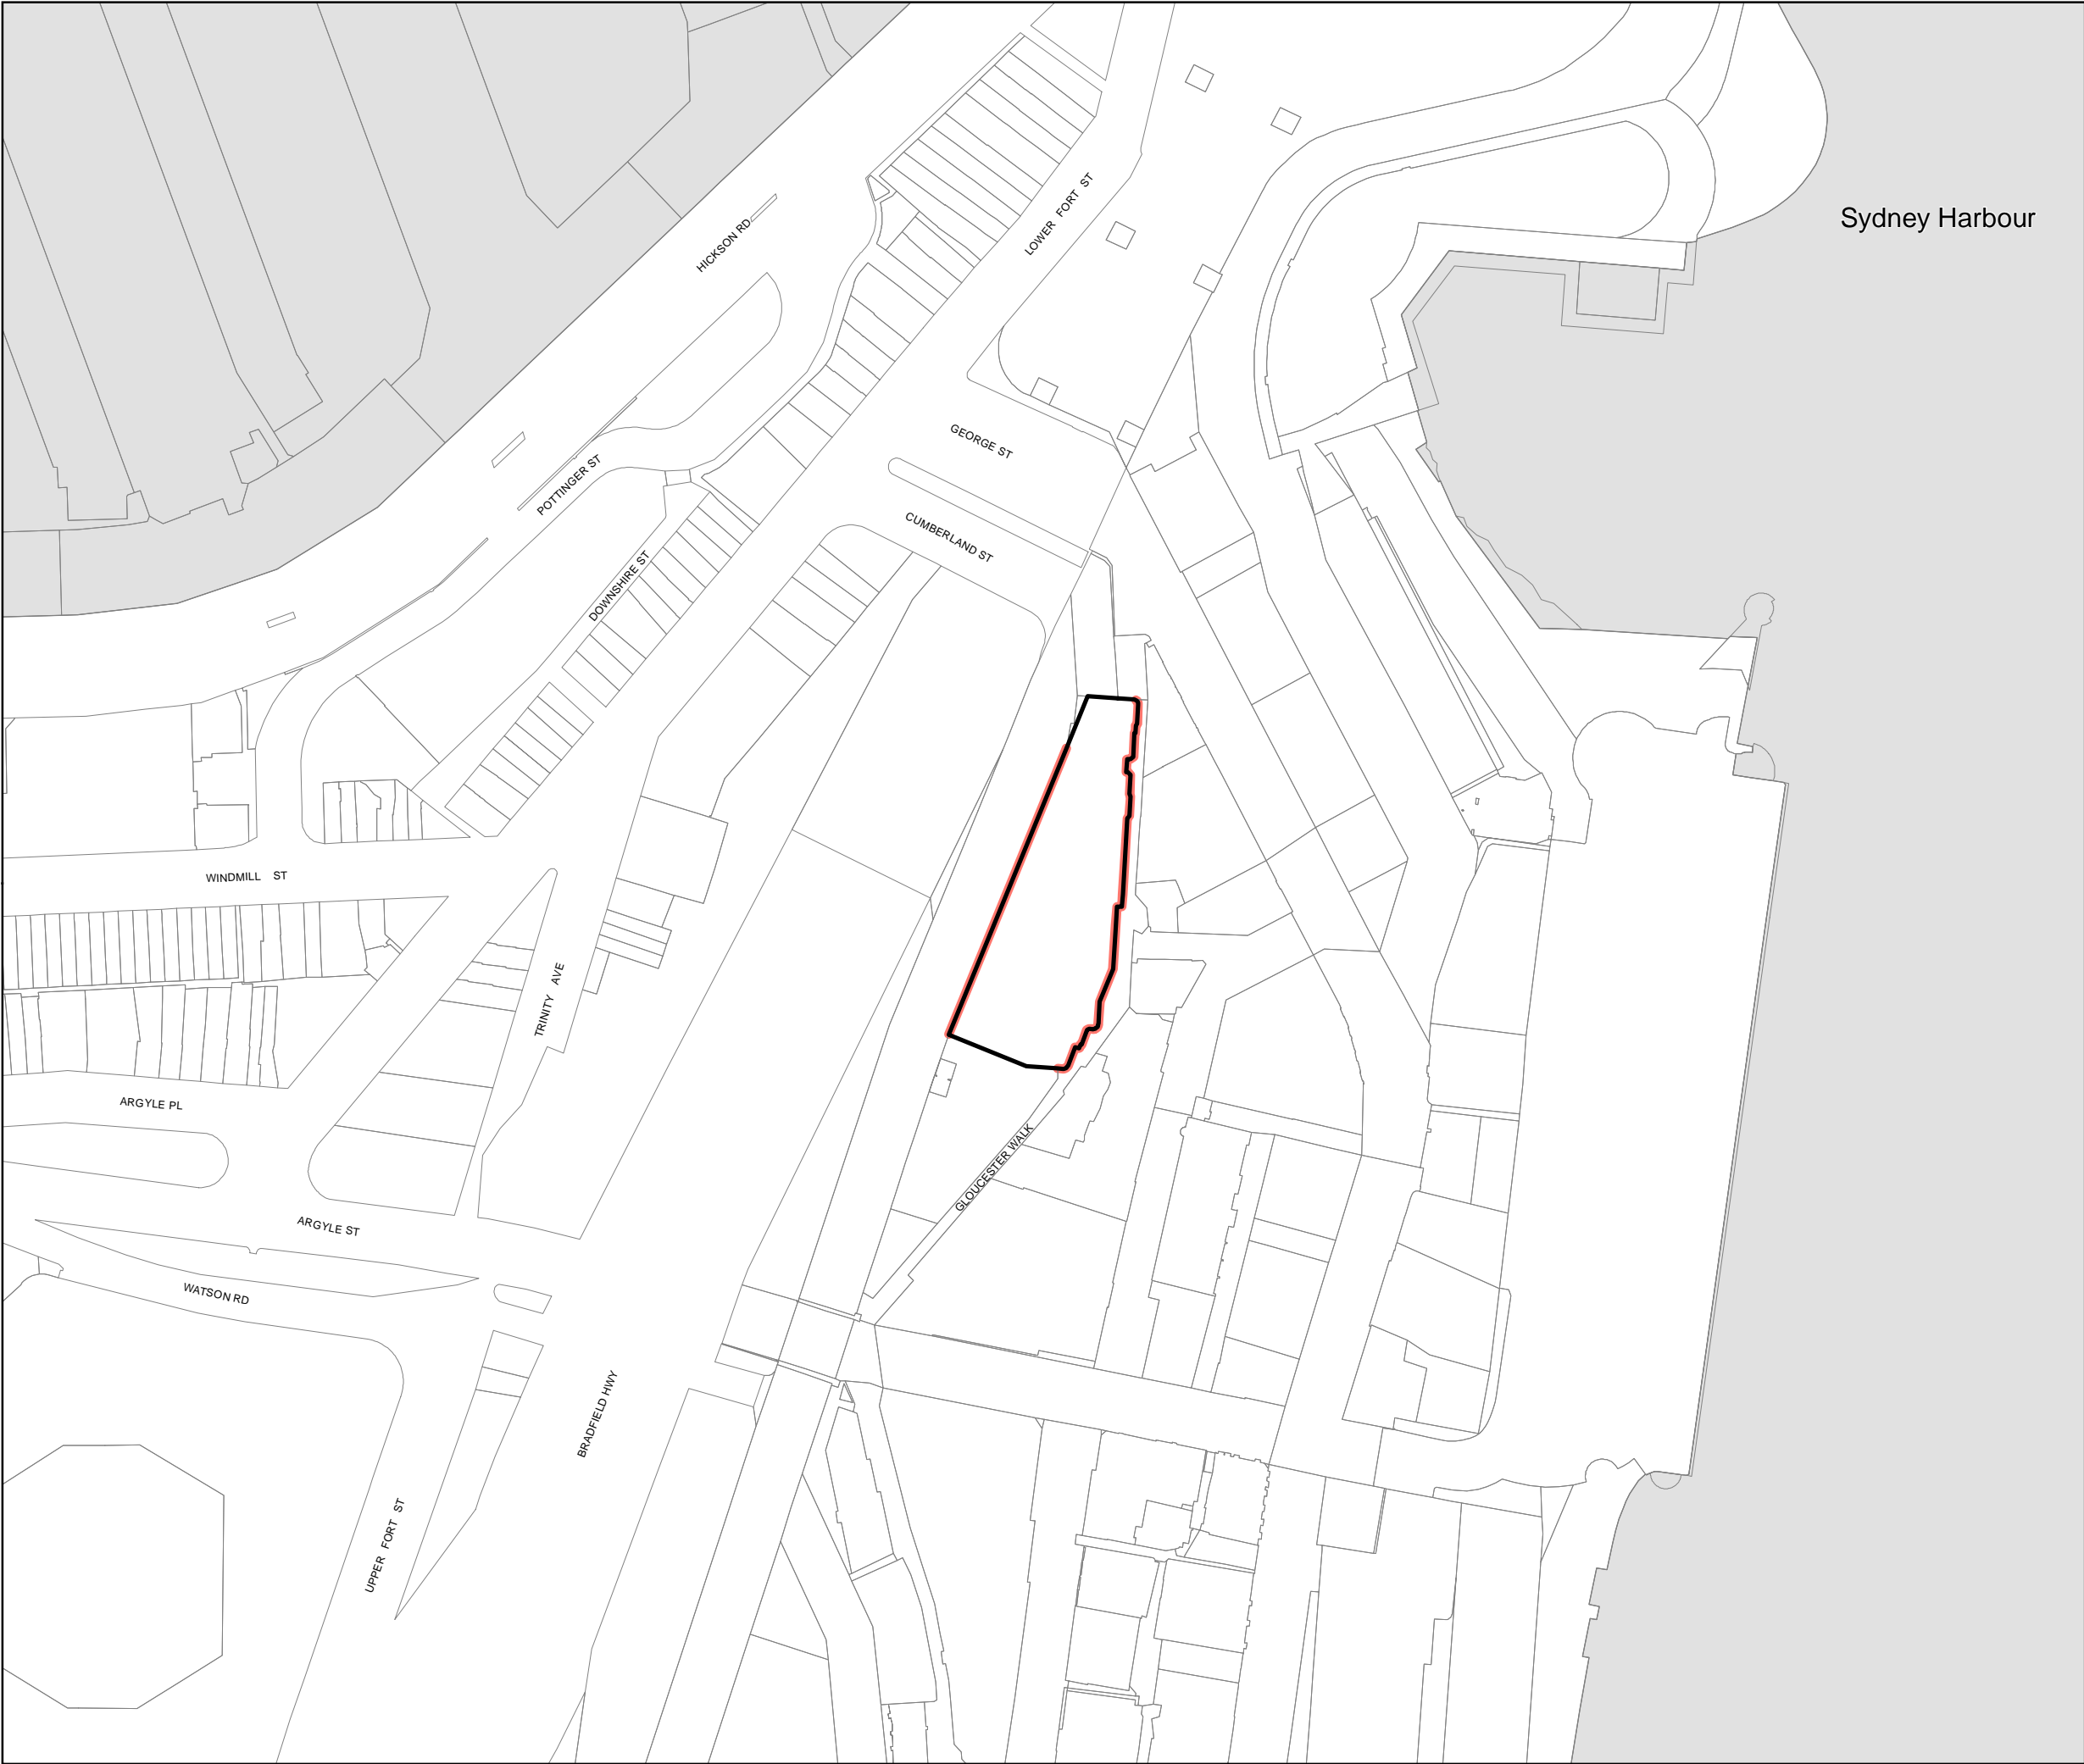 Sydney Harbour
LOWER FORT ST
HICKSON RD
GEORGE ST
POTTINGER ST
CUMBERLAND ST
DOWNSHIRE ST
WINDMILL ST
TRINITY AVE
ARGYLE PL
GLOUCESTER WALK
ARGYLE ST
WATSON RD
BRADFIELD HWY
UPPER FORT ST